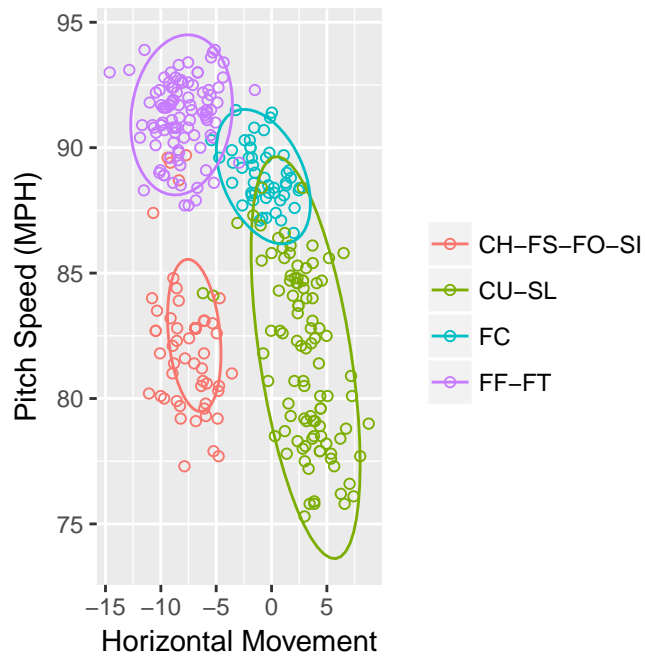 95
90
85
80
75
Pitch Speed (MPH)
−15 −10 −5 0 5
Horizontal Movement
CH−FS−FO−SI
CU−SL
FC
FF−FT